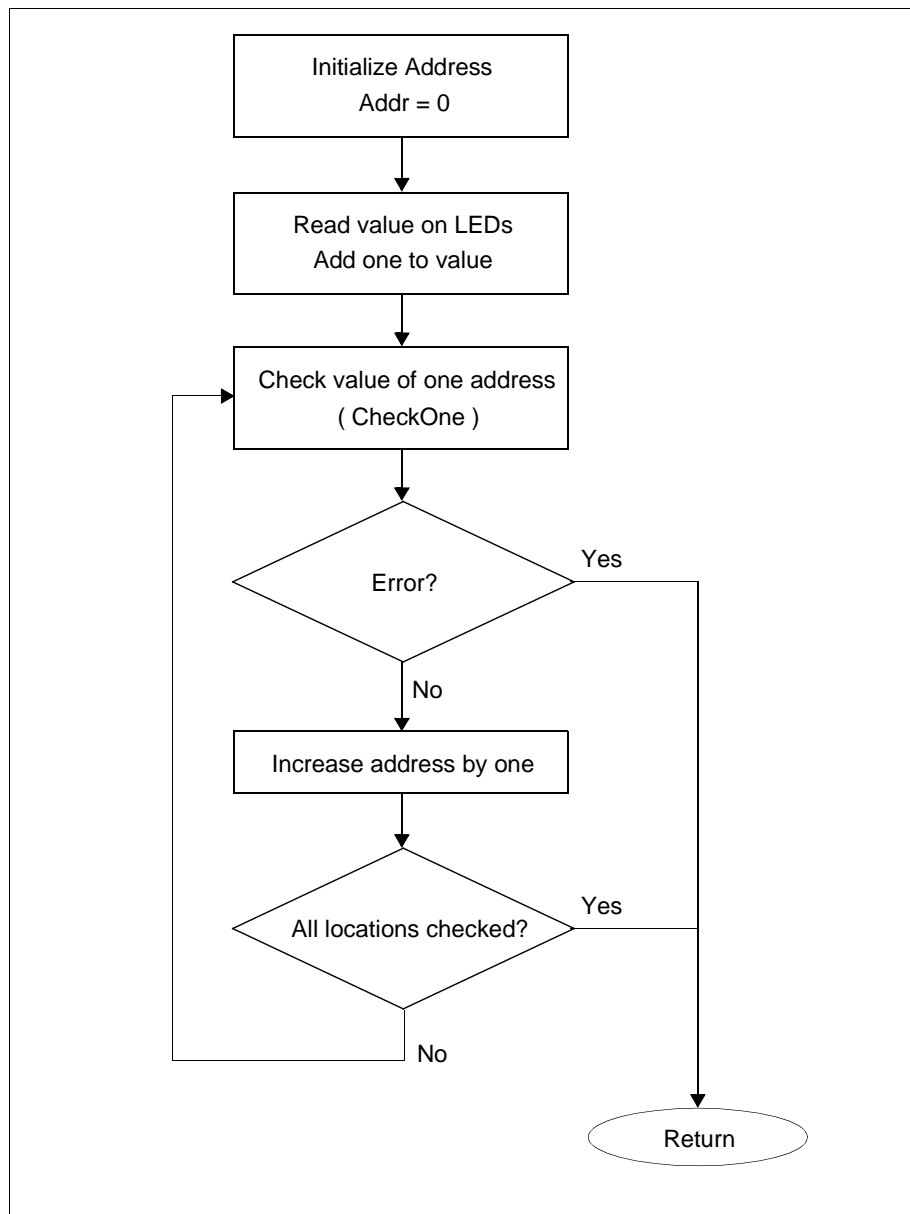 Initialize Address
Addr = 0
Read value on LEDs
Add one to value
Check value of one address
( CheckOne )
Error?
Yes
No
Increase address by one
All locations checked?
Yes
No
Return